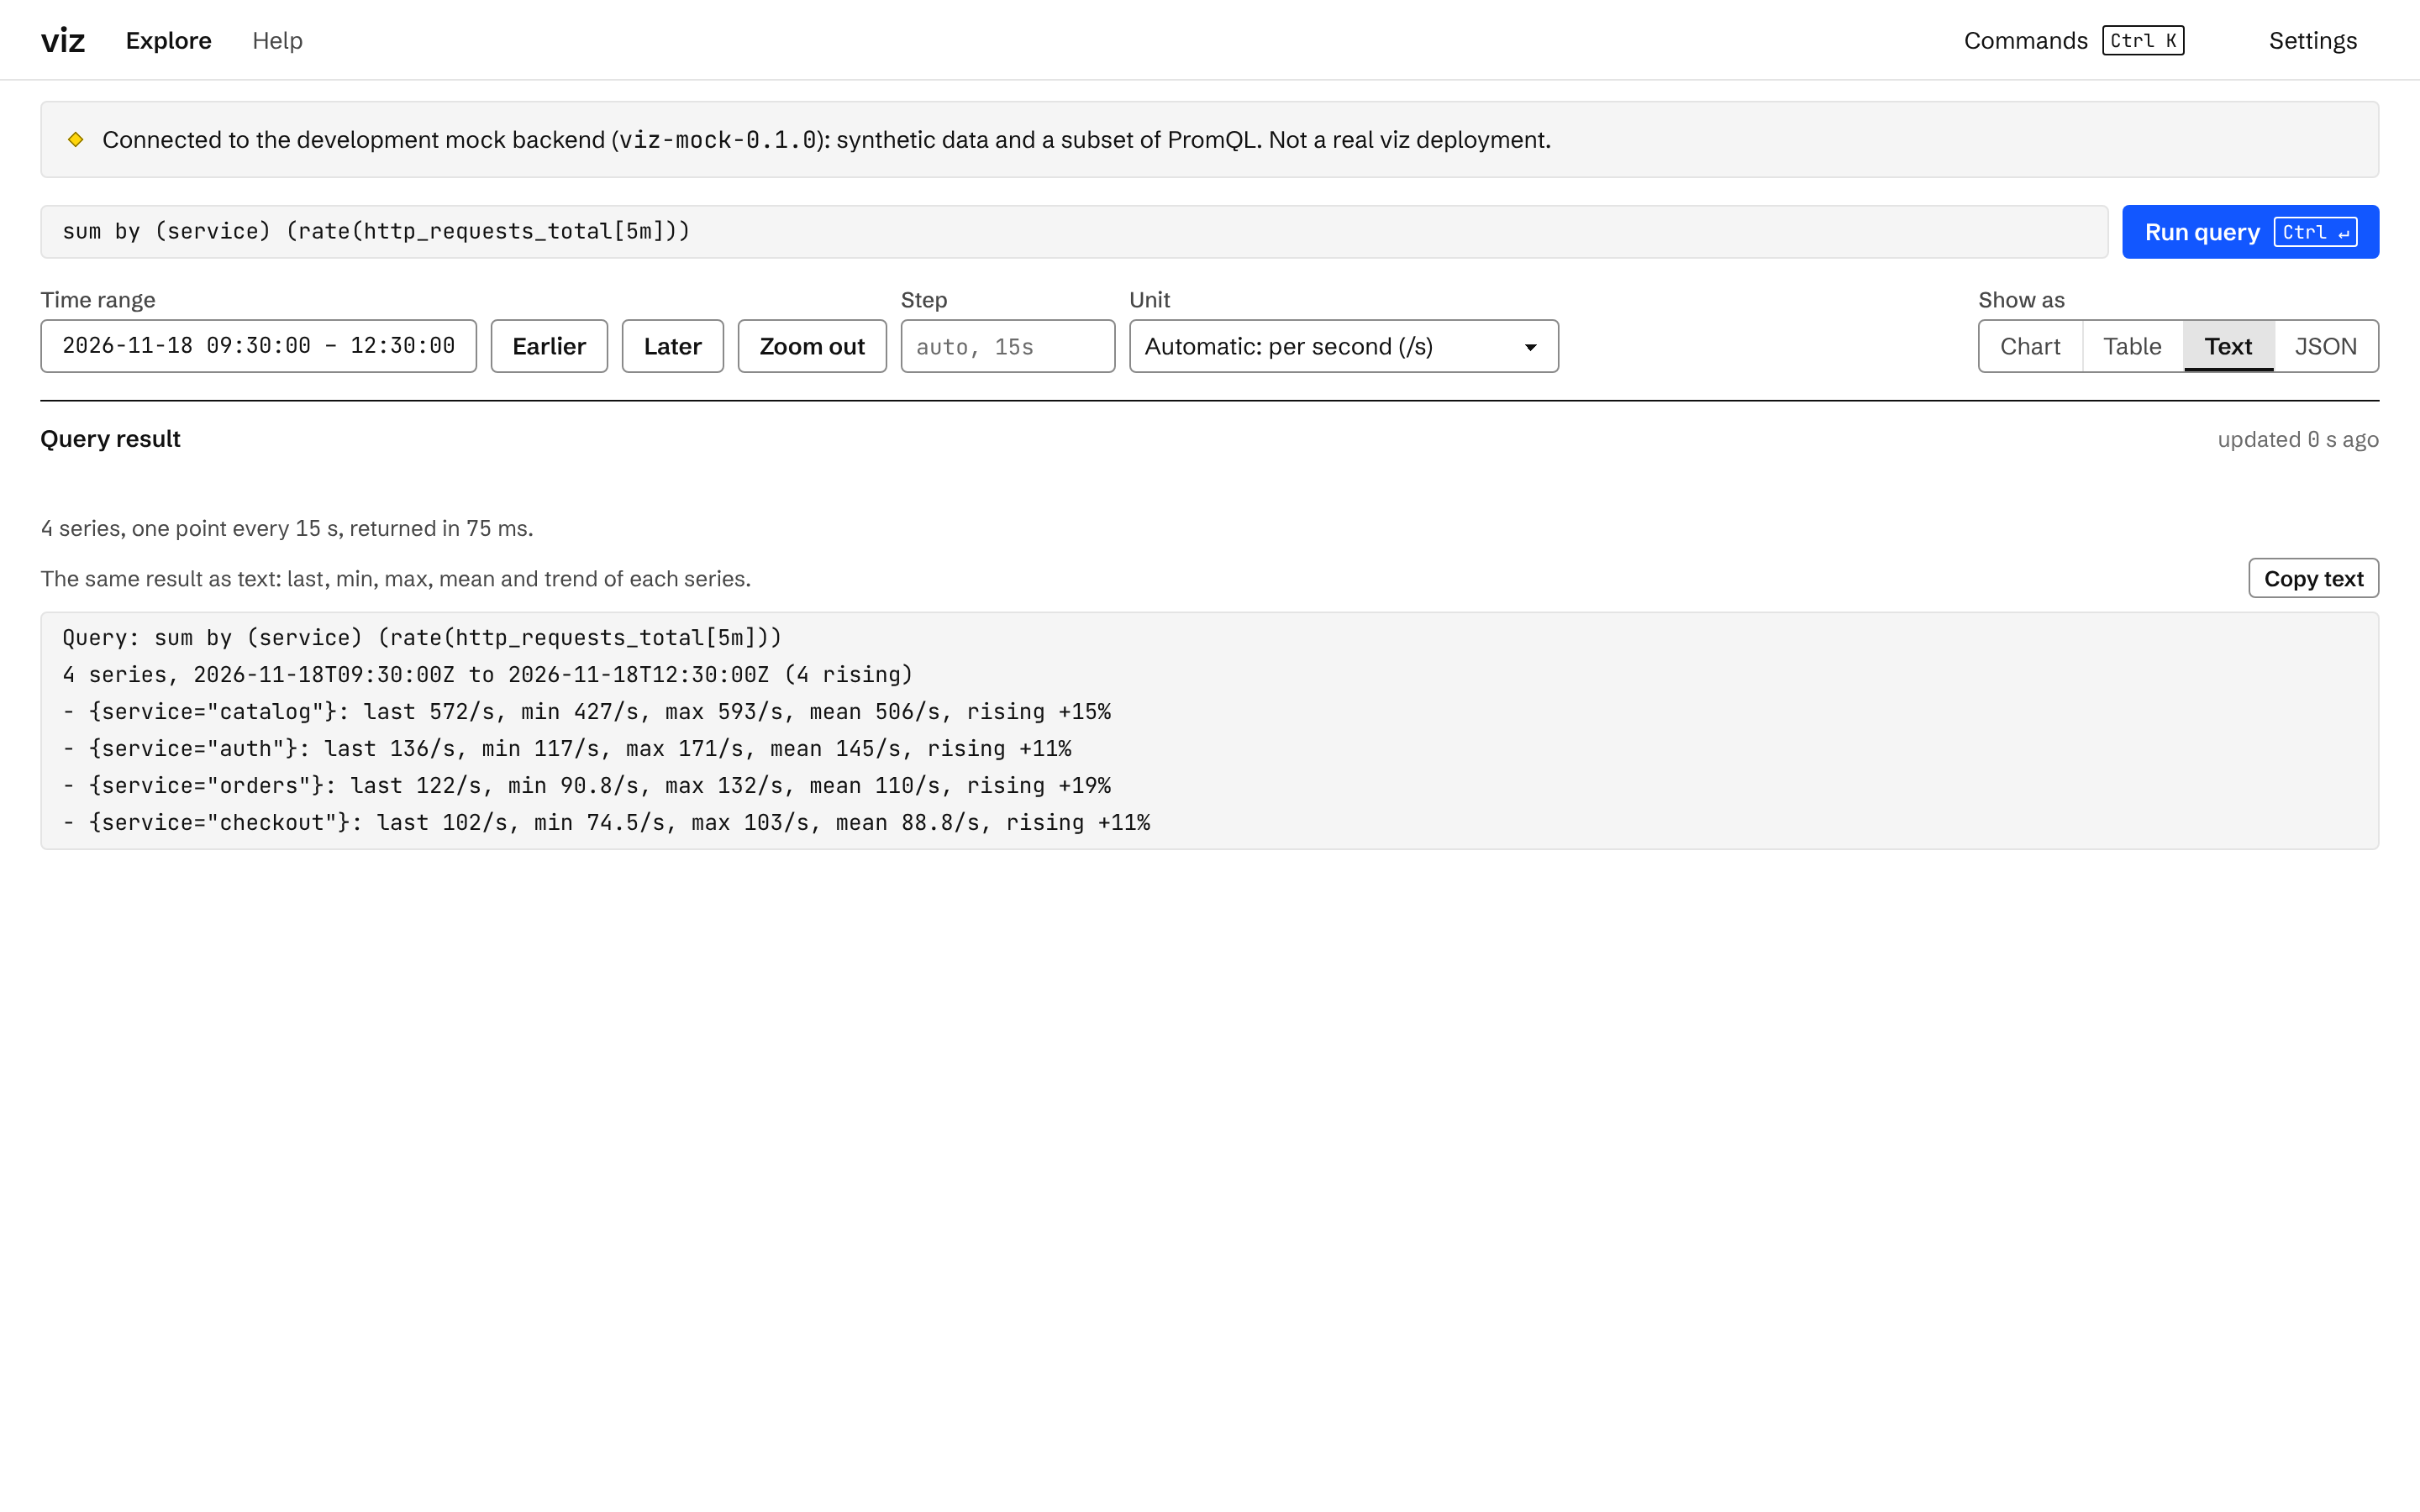 viz Explore Help Commands Ctrl K Settings
Connected to the development mock backend (viz-mock-0.1.0): synthetic data and a subset of PromQL. Not a real viz deployment.
sum by (service) (rate(http_requests_total[5m])) Run query Ctrl ↵
Time range Step Unit Show as
2026-11-18 09:30:00 – 12:30:00 Earlier Later Zoom out auto, 15s Automatic: per second (/s) Chart Table Text JSON
Query result updated 0 s ago
4 series, one point every 15 s, returned in 75 ms.
The same result as text: last, min, max, mean and trend of each series. Copy text
Query: sum by (service) (rate(http_requests_total[5m]))
4 series, 2026-11-18T09:30:00Z to 2026-11-18T12:30:00Z (4 rising)
- {service="catalog"}: last 572/s, min 427/s, max 593/s, mean 506/s, rising +15%
- {service="auth"}: last 136/s, min 117/s, max 171/s, mean 145/s, rising +11%
- {service="orders"}: last 122/s, min 90.8/s, max 132/s, mean 110/s, rising +19%
- {service="checkout"}: last 102/s, min 74.5/s, max 103/s, mean 88.8/s, rising +11%